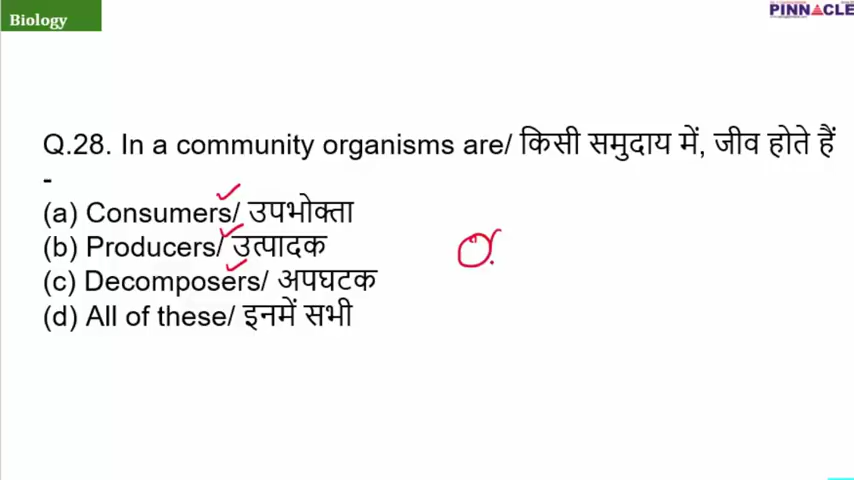 Biology
PINNACLE
Q.28. In a community organisms are/ किसी समुदाय में, जीव होते हैं
-
(a) Consumers/ उपभोक्ता
(b) Producers/ उत्पादक
(c) Decomposers/ अपघटक
(d) All of these/ इनमें सभी